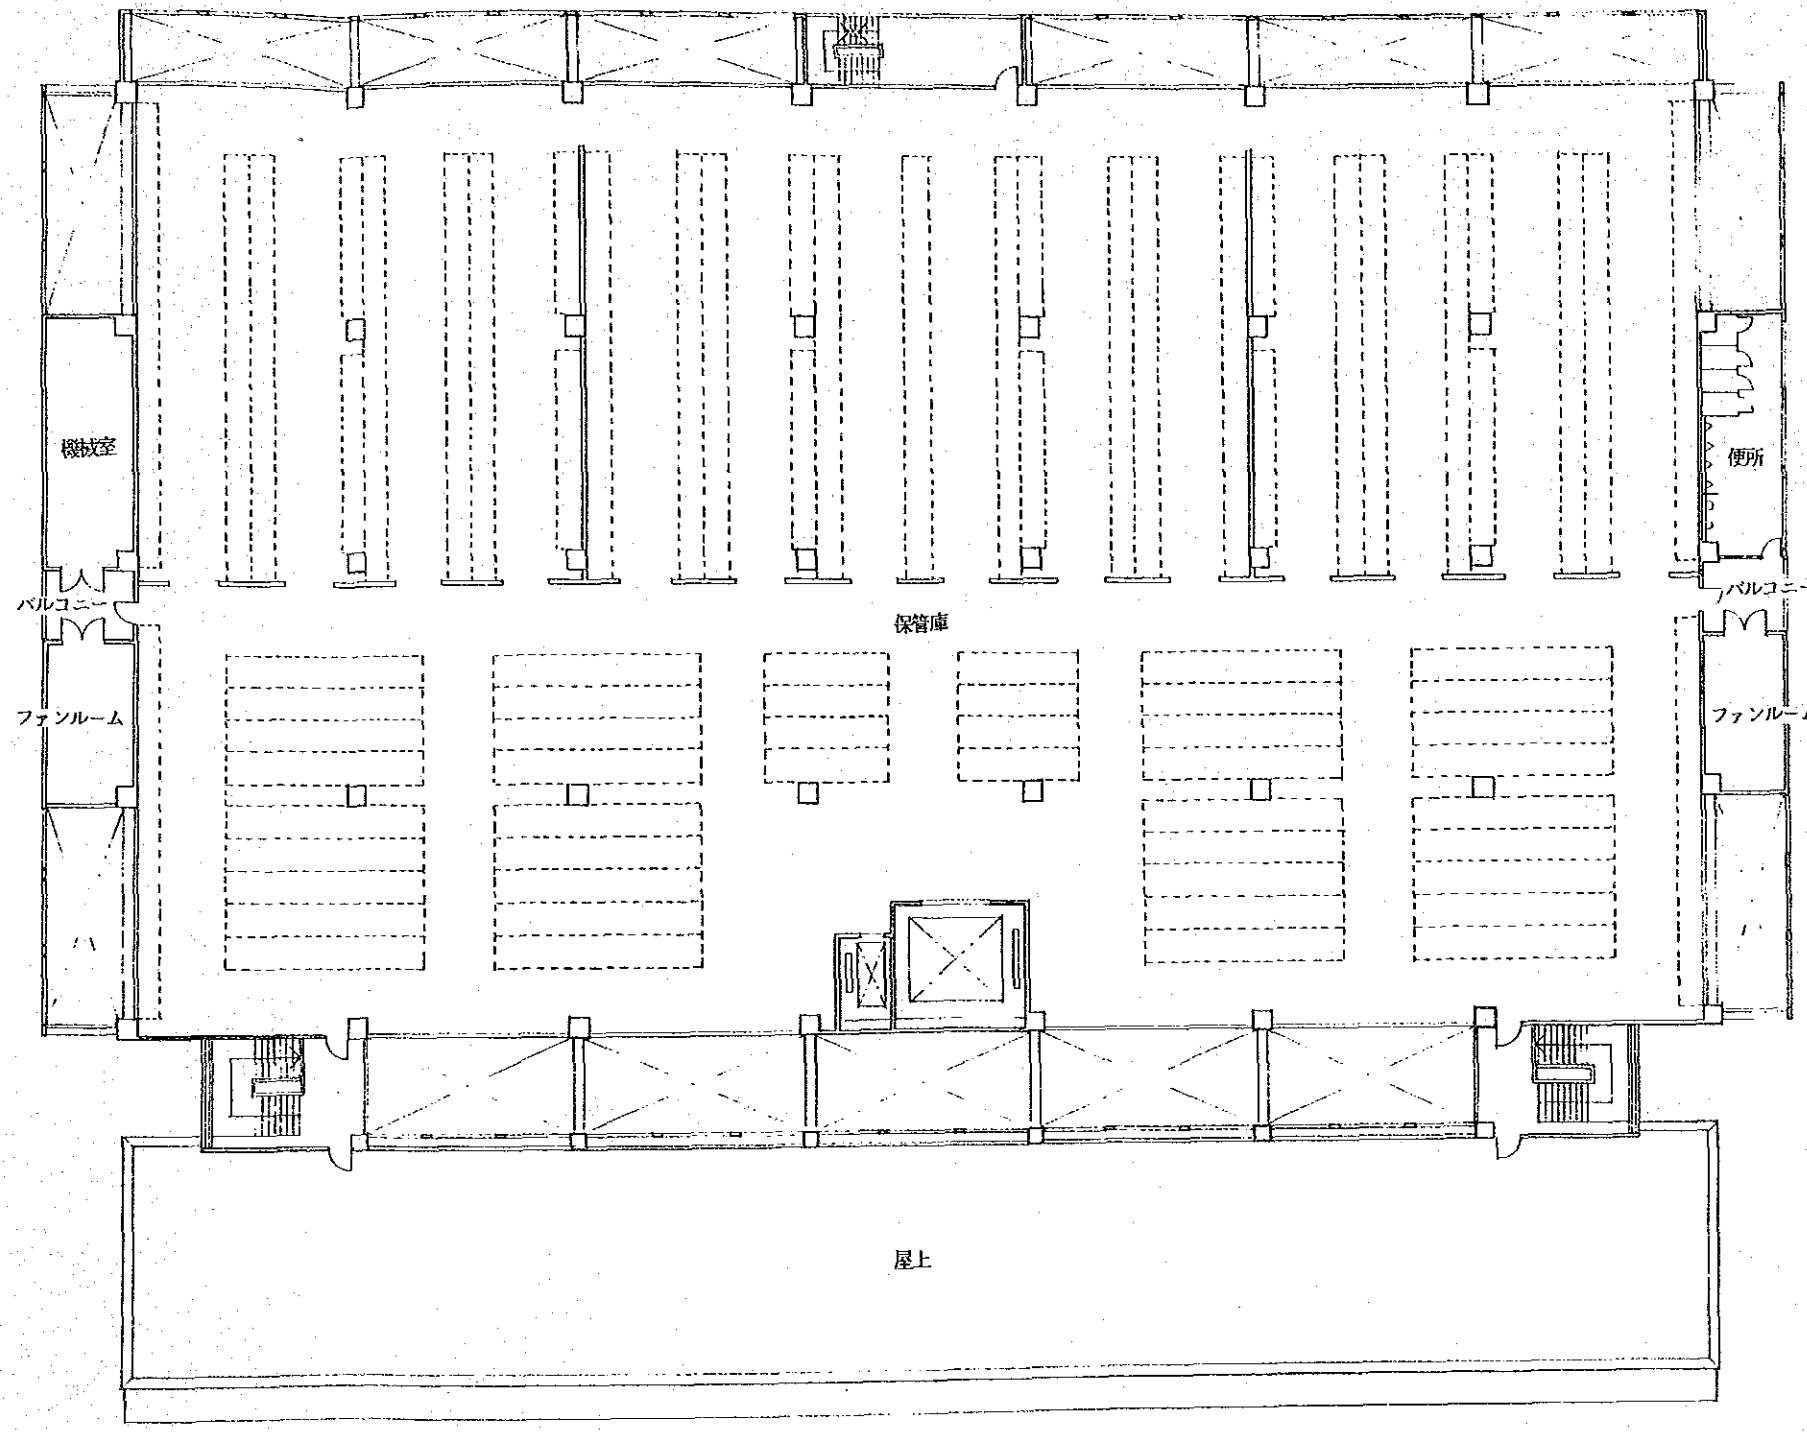 機械室
便所
バルコニー
バルコニー
保管庫
ファンルーム
ファンルーム
屋上